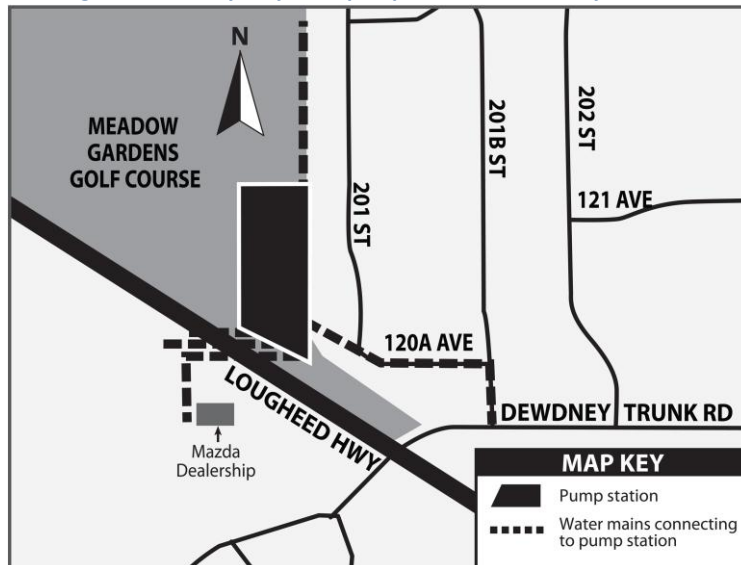 N
MEADOW
GARDENS
GOLF COURSE
201 ST
201B ST
202 ST
121 AVE
120A AVE
LOUGHEED HWY
DEWDNEY TRUNK RD
Mazda
Dealership
MAP KEY
Pump station
Water mains connecting
to pump station